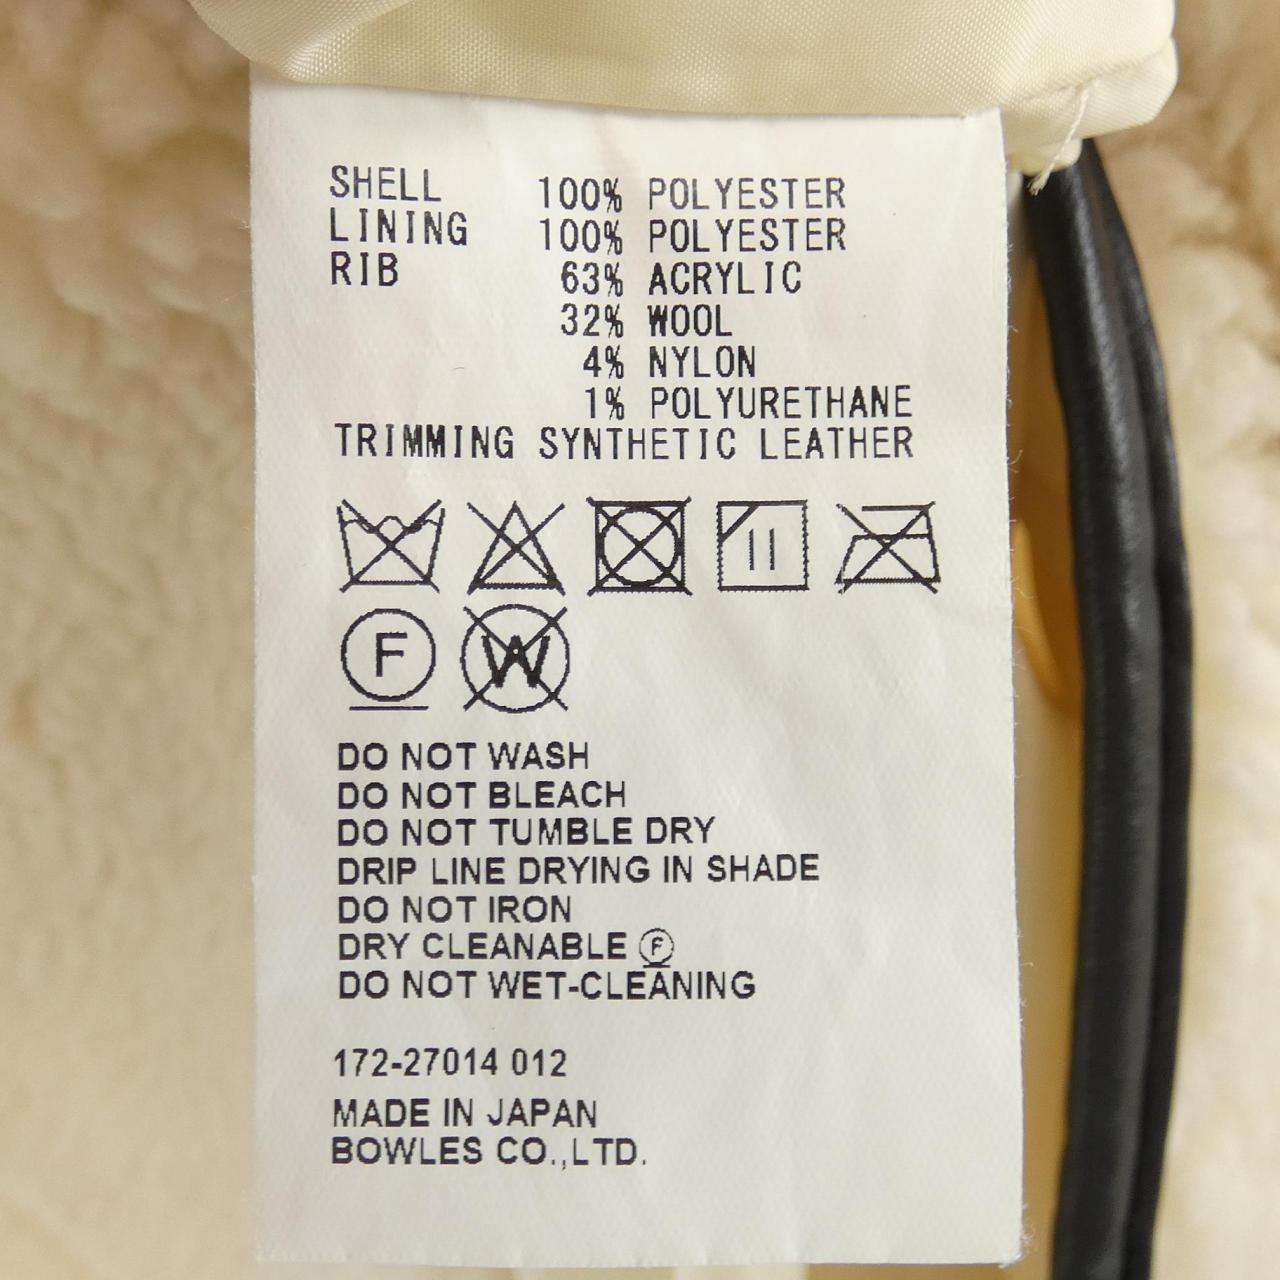 SHELL 100% POLYESTER
LINING 100% POLYESTER
RIB 63% ACRYLIC
32% WOOL
4% NYLON
1% POLYURETHANE
TRIMMING SYNTHETIC LEATHER
F W
DO NOT WASH
DO NOT BLEACH
DO NOT TUMBLE DRY
DRIP LINE DRYING IN SHADE
DO NOT IRON
DRY CLEANABLE Ⓕ
DO NOT WET-CLEANING
172-27014 012
MADE IN JAPAN
BOWLES CO.,LTD.